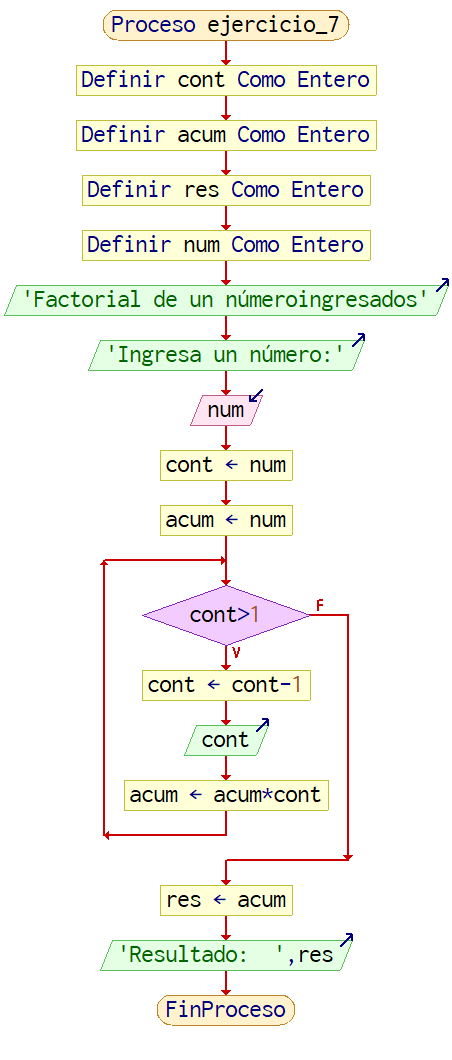 Proceso ejercicio_7
Definir cont Como Entero
Definir acum Como Entero
Definir res Como Entero
Definir num Como Entero
'Factorial de un númeroingresados'
'Ingresa un número:'
num
cont ← num
acum ← num
cont>1
F
V
cont ← cont-1
cont
acum ← acum*cont
res ← acum
'Resultado:  ',res
FinProceso